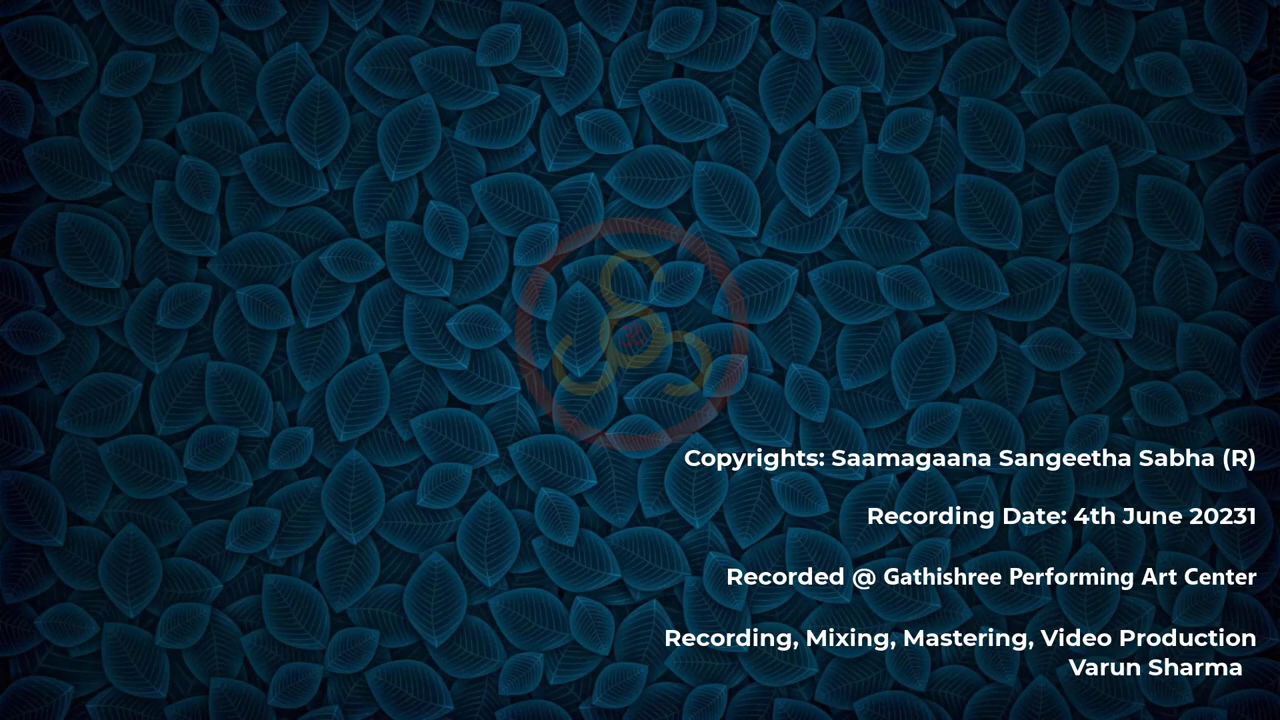 Copyrights: Saamagaana Sangeetha Sabha (R)
Recording Date: 4th June 20231
Recorded @ Gathishree Performing Art Center
Recording, Mixing, Mastering, Video Production
Varun Sharma